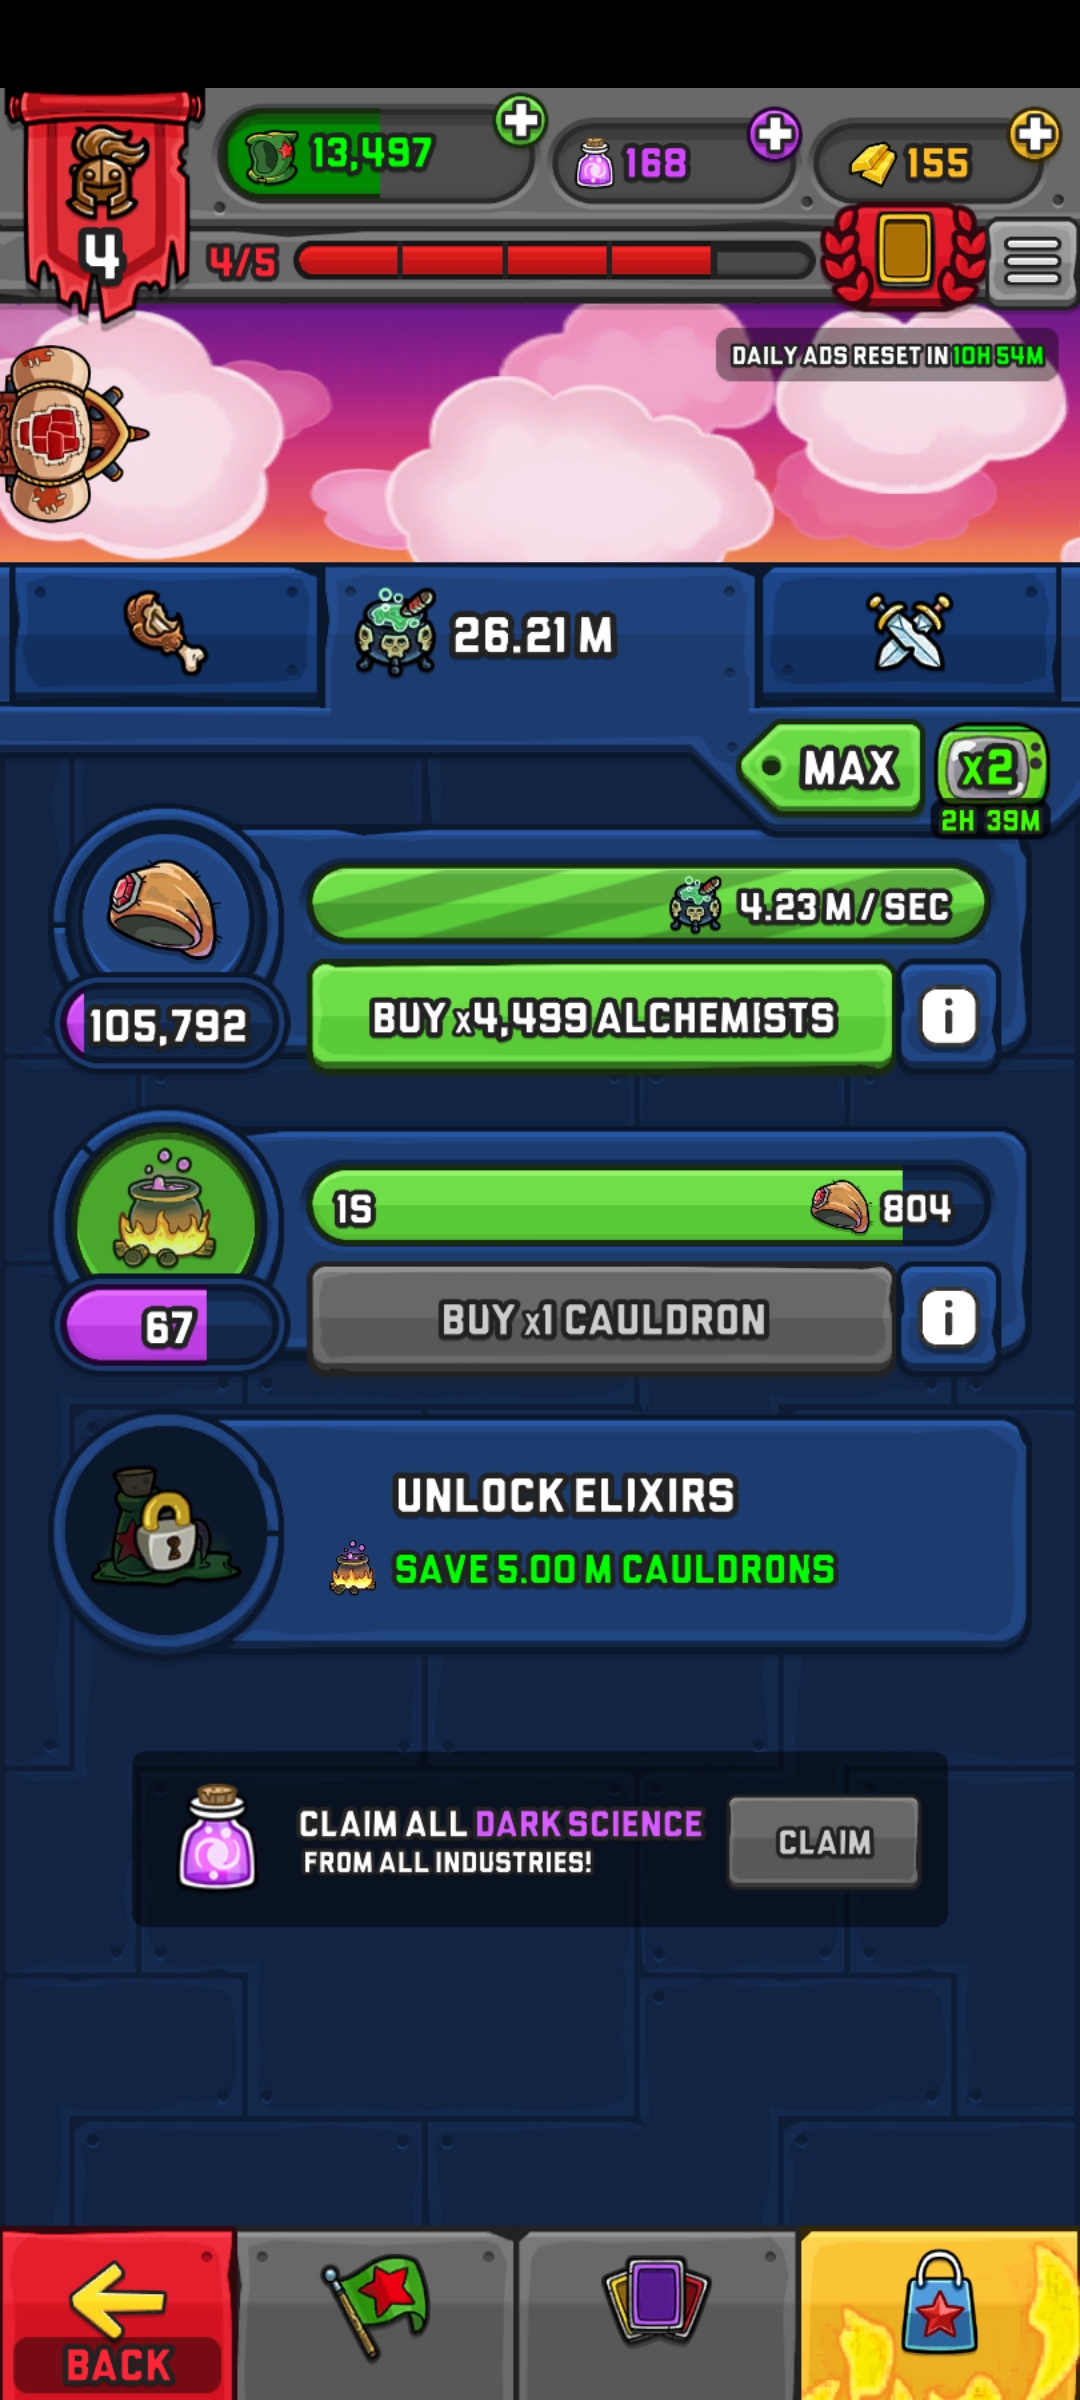 13,497
168
155
4
4/5
DAILY ADS RESET IN 10H 54M
26.21 M
MAX
x2
2H 39M
4.23 M / SEC
105,792
BUY x4,499 ALCHEMISTS
i
1S
804
67
BUY x1 CAULDRON
i
UNLOCK ELIXIRS
SAVE 5.00 M CAULDRONS
CLAIM ALL DARK SCIENCE
FROM ALL INDUSTRIES!
CLAIM
BACK